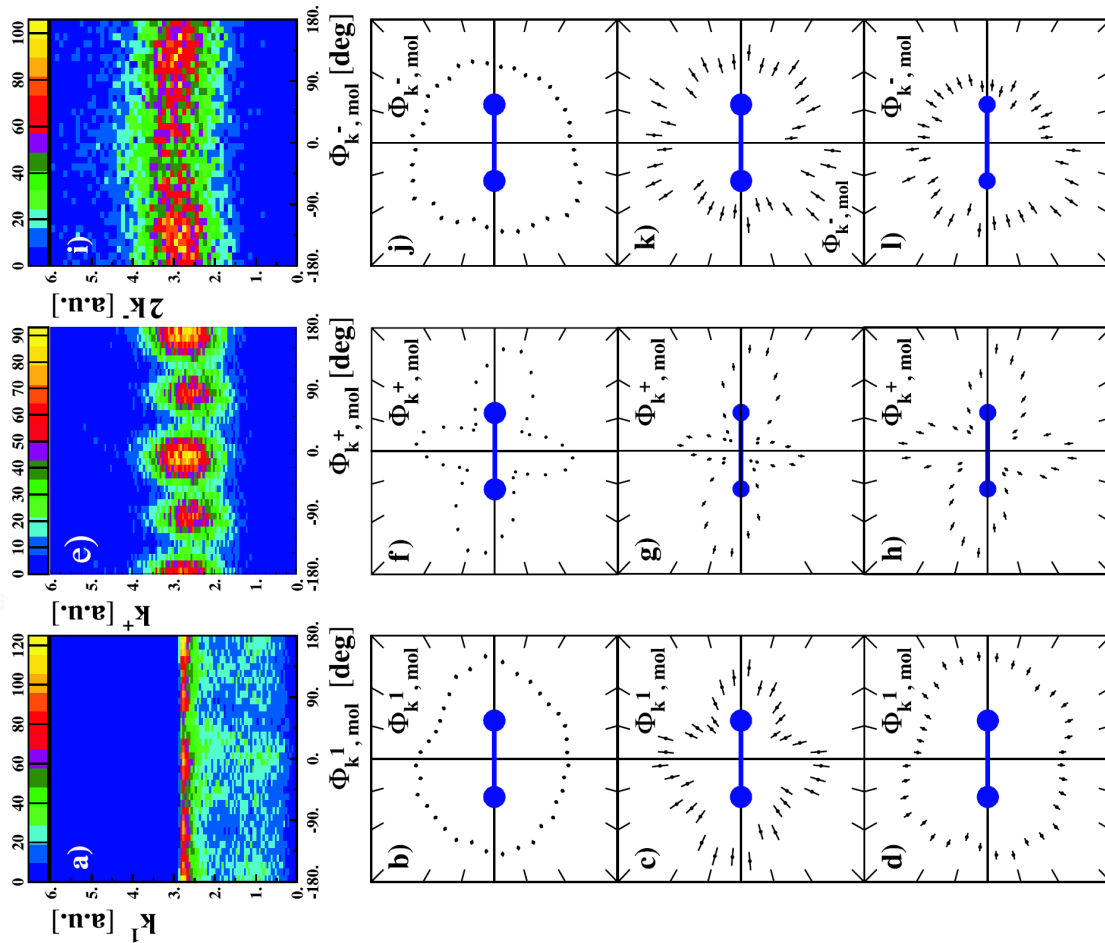 0 20 40 60 80 100 120
a)
k¹ [a.u.]
6.
5.
4.
3.
2.
1.
0.
-180. -90. 0. 90. 180.
Φk¹, mol [deg]
b) Φk¹, mol
c) Φk¹, mol
d) Φk¹, mol
0 10 20 30 40 50 60 70 80 90
e)
k⁺ [a.u.]
6.
5.
4.
3.
2.
1.
0.
-180. -90. 0. 90. 180.
Φk⁺, mol [deg]
f) Φk⁺, mol
g) Φk⁺, mol
h) Φk⁺, mol
0 20 40 60 80 100
i)
2k⁻ [a.u.]
6.
5.
4.
3.
2.
1.
0.
-180. -90. 0. 90. 180.
Φk⁻, mol [deg]
j) Φk⁻, mol
k)
Φk⁻, mol
l) Φk⁻, mol